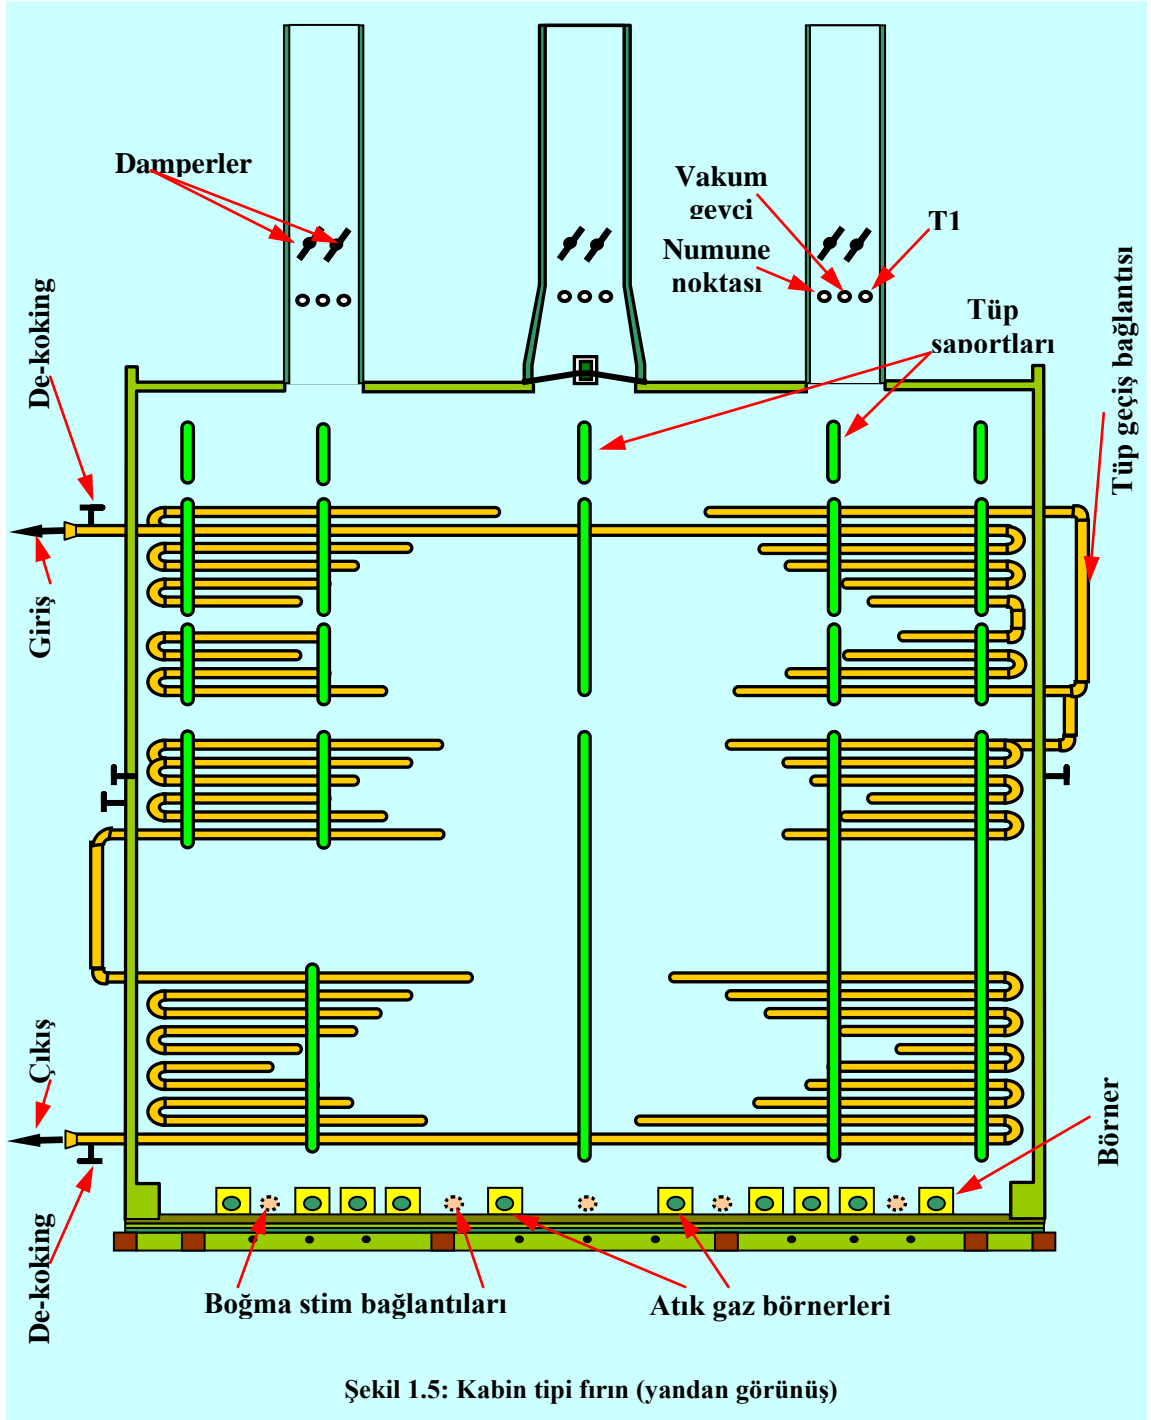 Damperler
Vakum
gevci
T1
Numune
noktası
Tüp
saportları
Tüp geçiş bağlantısı
De-koking
Giriş
Çıkış
Börner
De-koking
Boğma stim bağlantıları
Atık gaz börnerleri
Şekil 1.5: Kabin tipi fırın (yandan görünüş)